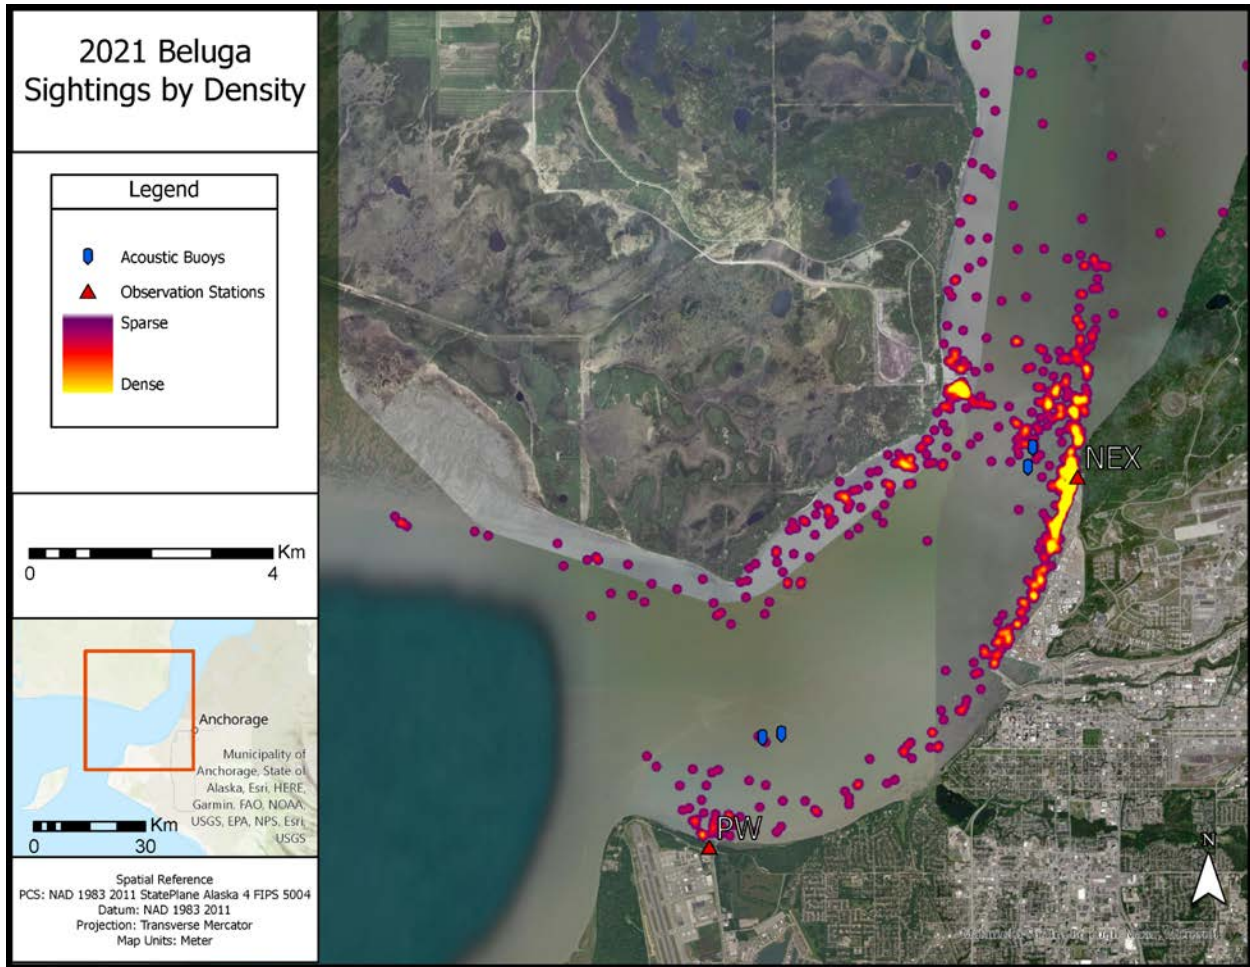 2021 Beluga
Sightings by Density
Legend
Acoustic Buoys
Observation Stations
Sparse
Dense
Km
0 4
Anchorage
Municipality of
Anchorage, State of
Alaska, Esri, HERE,
Garmin, FAO, NOAA,
USGS, EPA, NPS, Esri,
USGS
Km
0 30
Spatial Reference
PCS: NAD 1983 2011 StatePlane Alaska 4 FIPS 5004
Datum: NAD 1983 2011
Projection: Transverse Mercator
Map Units: Meter
NEX
PW
N